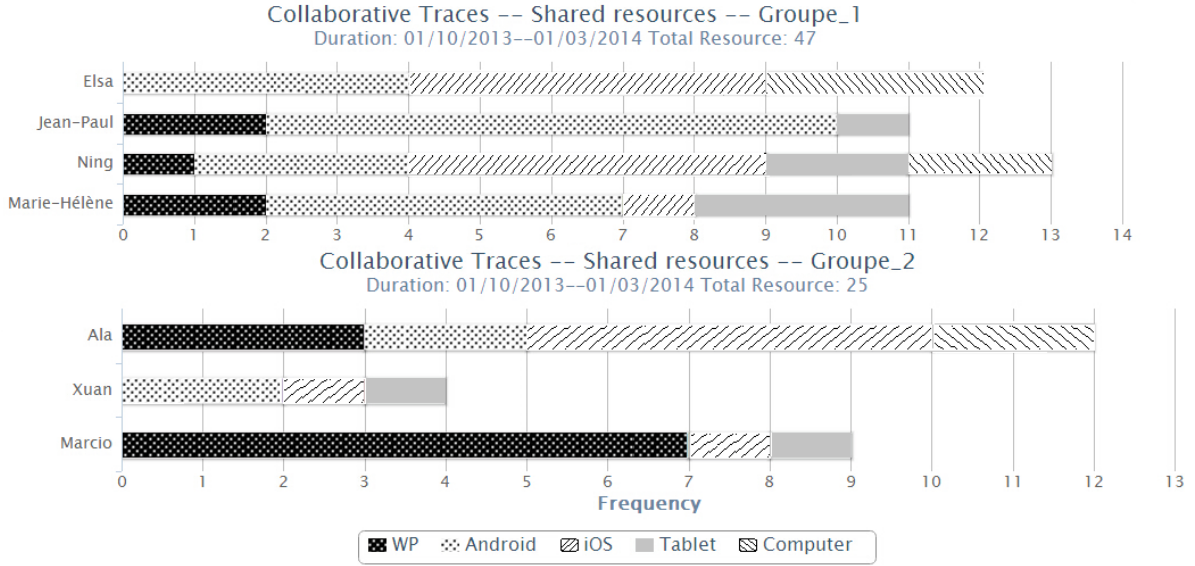 Collaborative Traces -- Shared resources -- Groupe_1
Duration: 01/10/2013--01/03/2014 Total Resource: 47
Elsa
Jean-Paul
Ning
Marie-Hélène
0 1 2 3 4 5 6 7 8 9 10 11 12 13 14
Collaborative Traces -- Shared resources -- Groupe_2
Duration: 01/10/2013--01/03/2014 Total Resource: 25
Ala
Xuan
Marcio
0 1 2 3 4 5 6 7 8 9 10 11 12 13
Frequency
WP Android iOS Tablet Computer